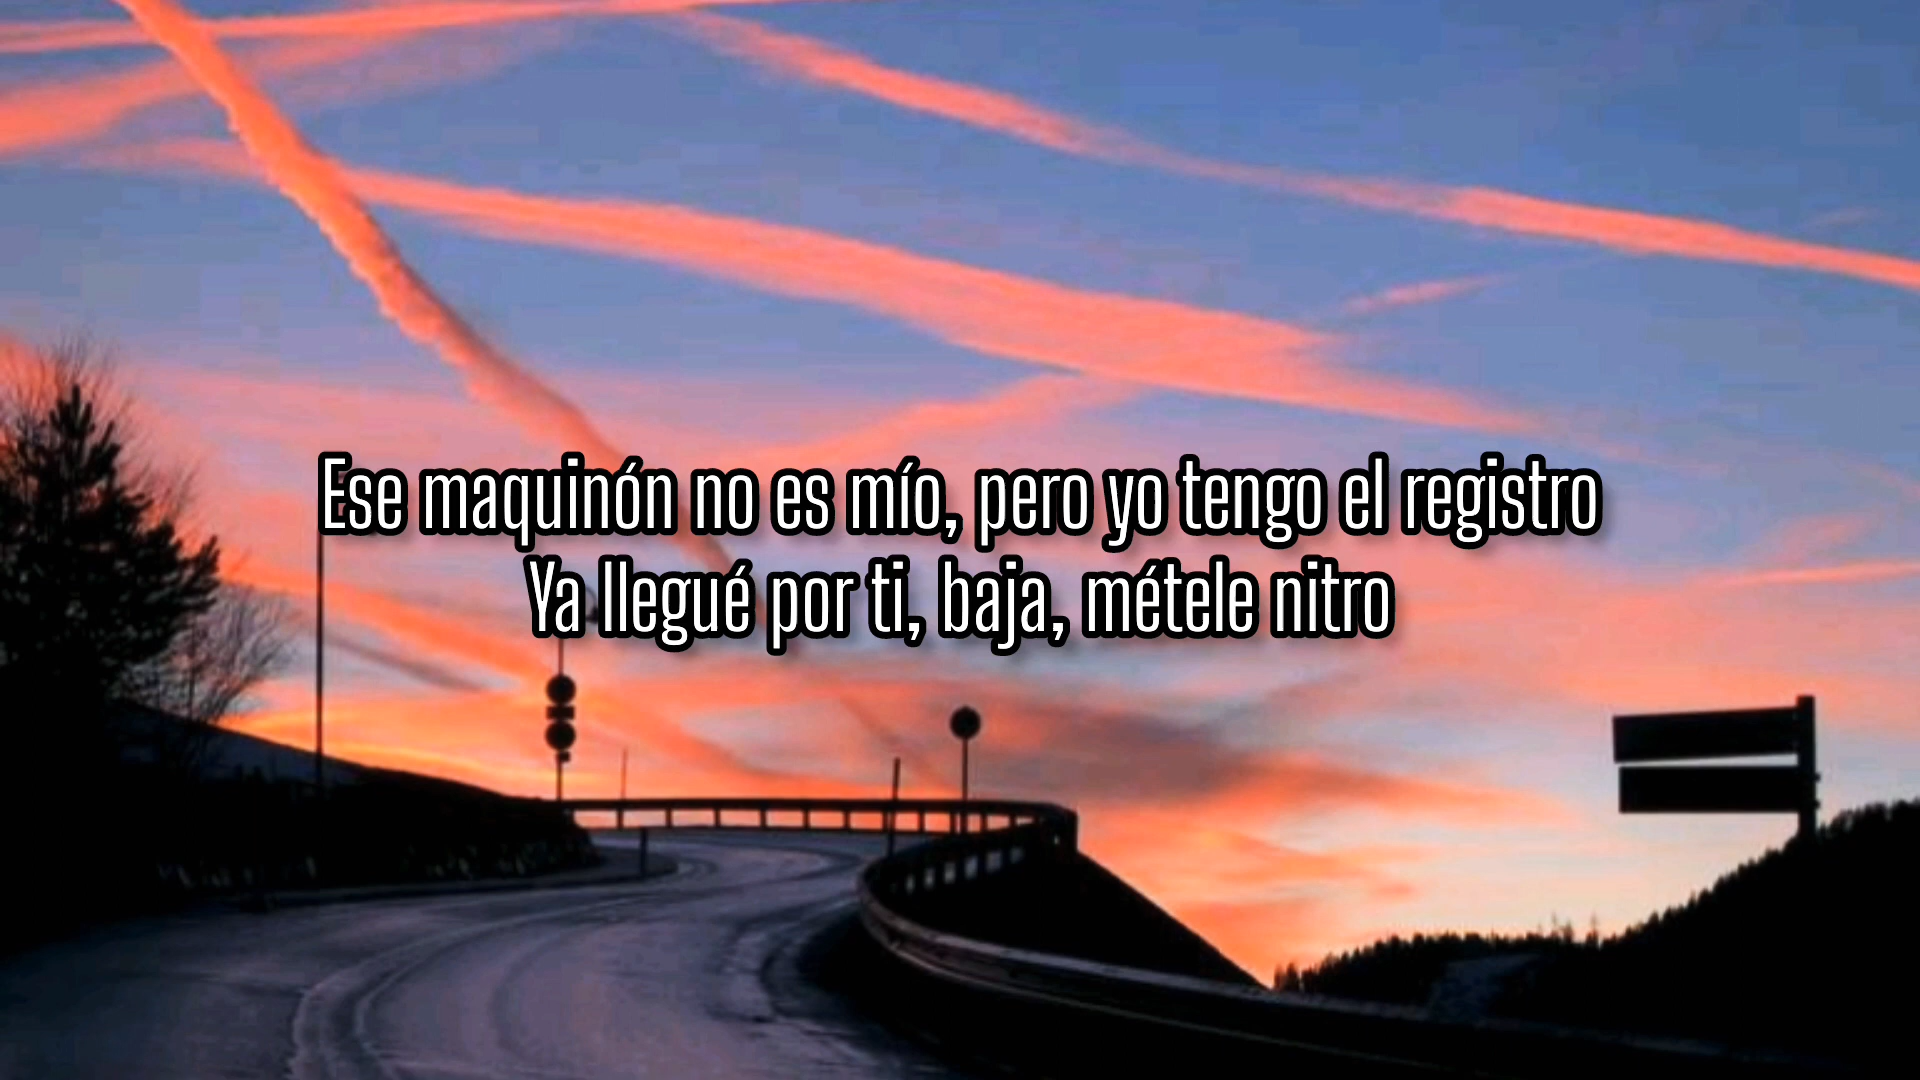 Ese maquinón no es mío, pero yo tengo el registro
Ya llegué por ti, baja, métele nitro